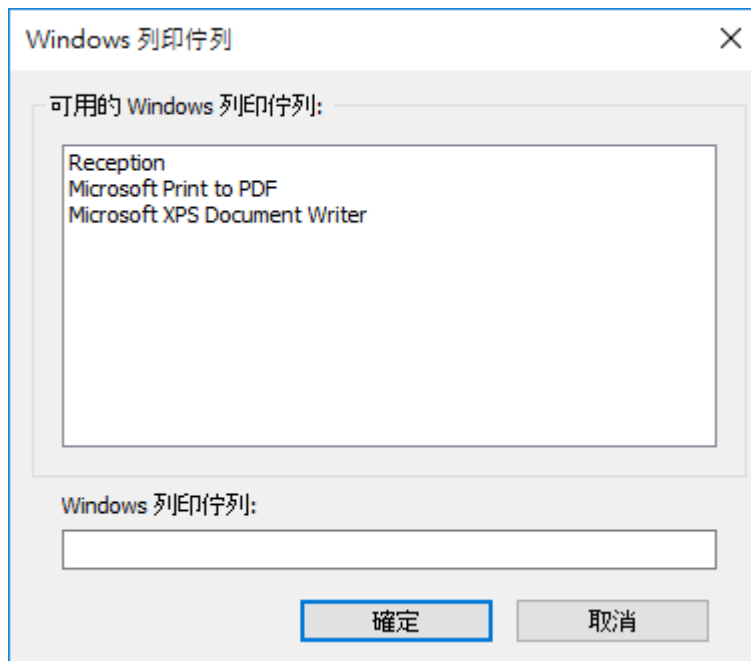 Windows 列印佇列
可用的 Windows 列印佇列:
Reception
Microsoft Print to PDF
Microsoft XPS Document Writer
Windows 列印佇列:
確定
取消